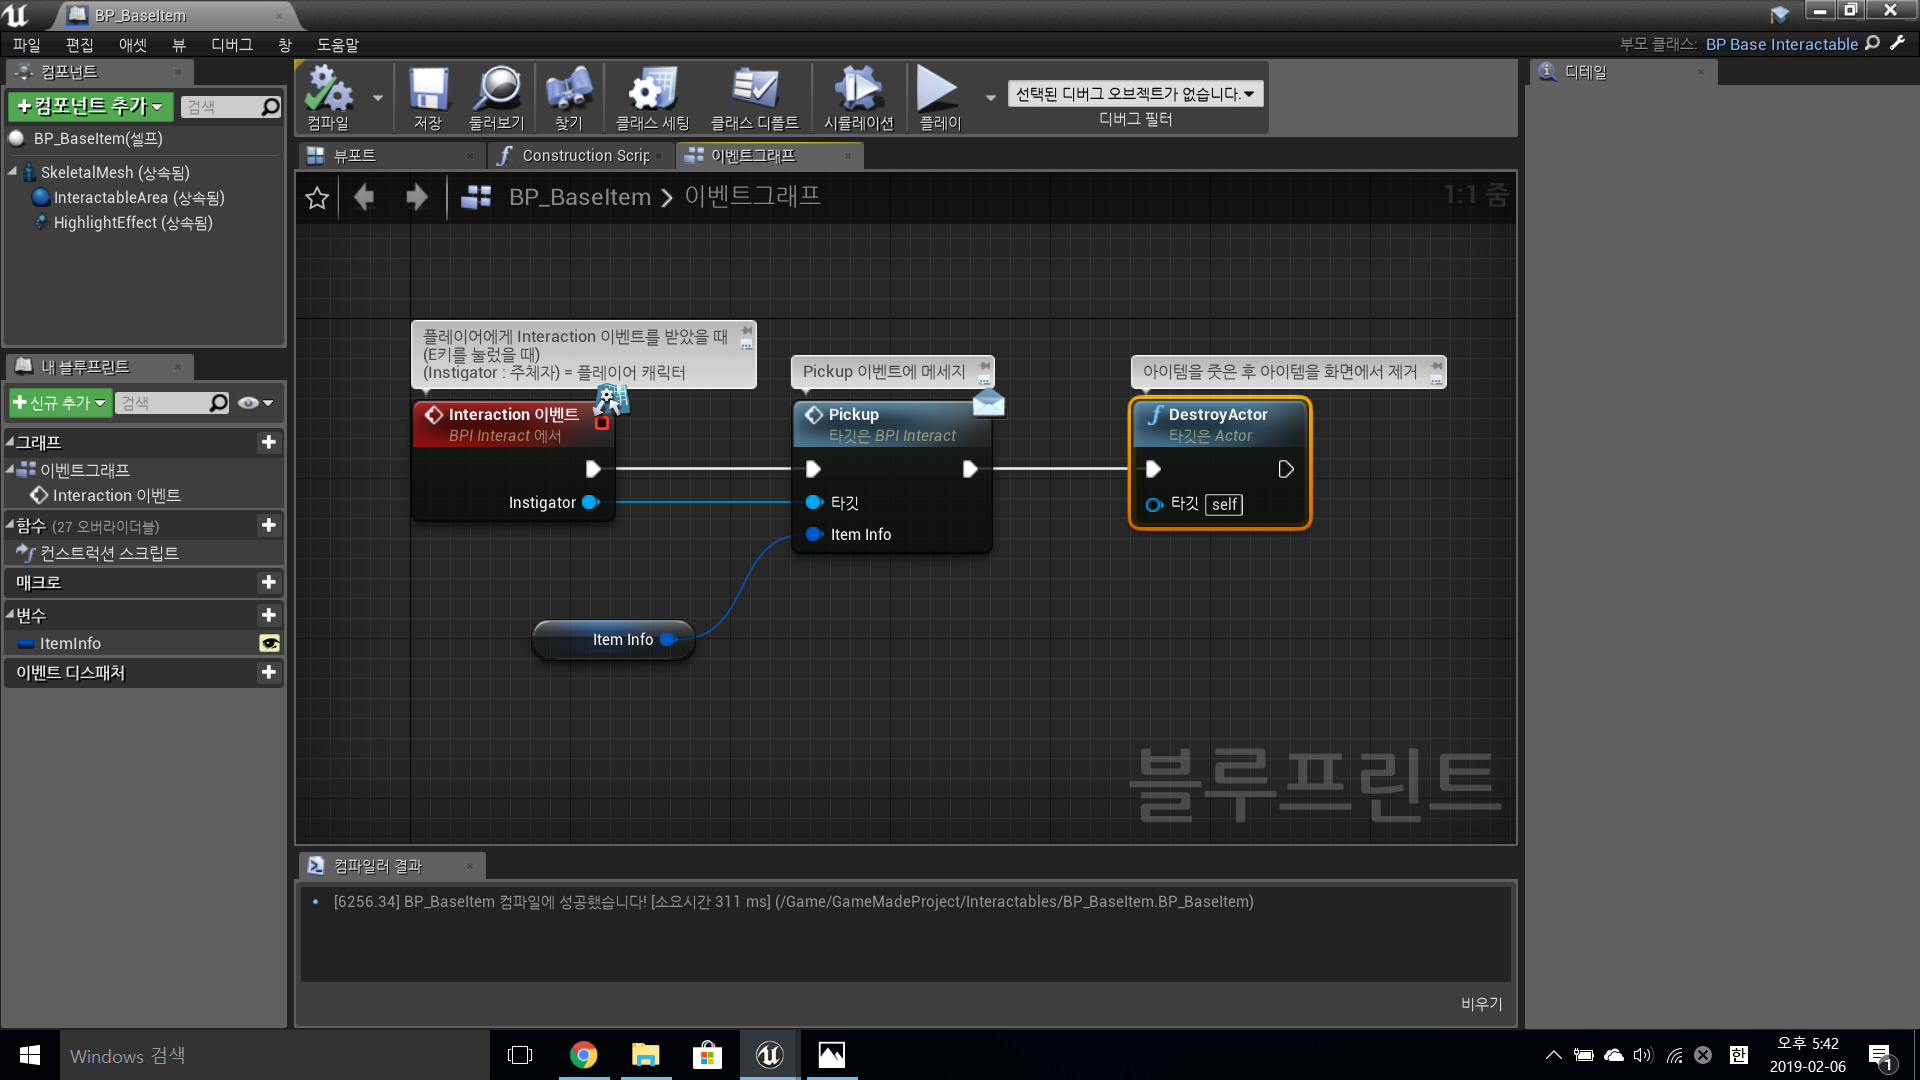 BP_BaseItem
파일 편집 애셋 뷰 디버그 창 도움말
부모 클래스: BP Base Interactable
컴포넌트
+컴포넌트 추가
검색
BP_BaseItem(셀프)
SkeletalMesh (상속됨)
InteractableArea (상속됨)
HighlightEffect (상속됨)
내 블루프린트
+신규 추가
검색
그래프
이벤트그래프
Interaction 이벤트
함수 (27 오버라이더블)
컨스트럭션 스크립트
매크로
변수
ItemInfo
이벤트 디스패처
컴파일
저장
둘러보기
찾기
클래스 세팅
클래스 디폴트
시뮬레이션
플레이
선택된 디버그 오브젝트가 없습니다.
디버그 필터
뷰포트
Construction Scrip
이벤트그래프
BP_BaseItem > 이벤트그래프
1:1 줌
플레이어에게 Interaction 이벤트를 받았을 때
(E키를 눌렀을 때)
(Instigator : 주체자) = 플레이어 캐릭터
Interaction 이벤트
BPI Interact 에서
Instigator
Pickup 이벤트에 메세지
Pickup
타깃은 BPI Interact
타깃
Item Info
Item Info
아이템을 줏은 후 아이템을 화면에서 제거
DestroyActor
타깃은 Actor
타깃 self
블루프린트
컴파일러 결과
[6256.34] BP_BaseItem 컴파일에 성공했습니다! [소요시간 311 ms] (/Game/GameMadeProject/Interactables/BP_BaseItem.BP_BaseItem)
비우기
디테일
Windows 검색
한
오후 5:42
2019-02-06
1